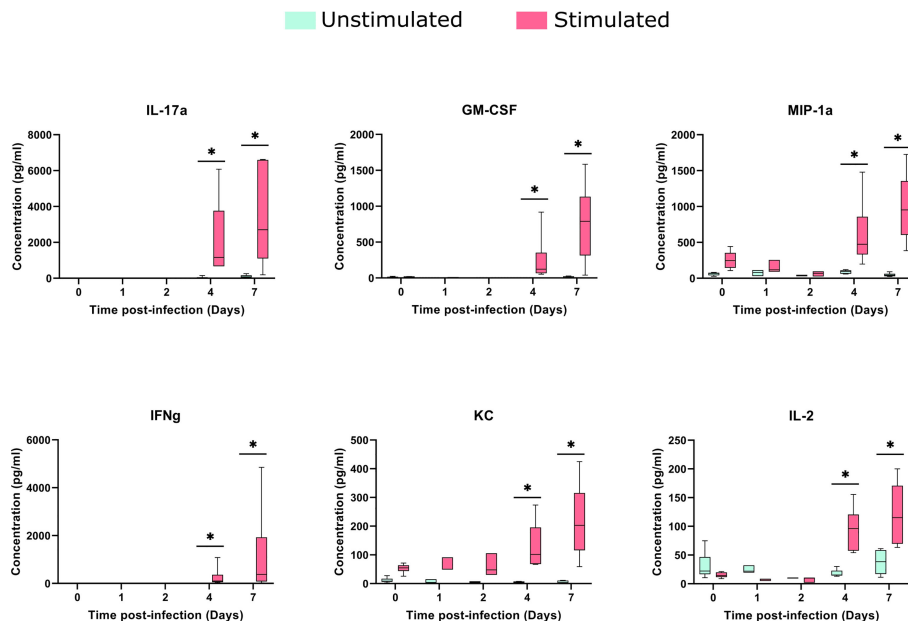 Unstimulated Stimulated
IL-17a
Concentration (pg/ml)
8000
6000
4000
2000
0
* *
0 1 2 4 7
Time post-infection (Days)
GM-CSF
Concentration (pg/ml)
2000
1500
1000
500
0
* *
0 1 2 4 7
Time post-infection (Days)
MIP-1a
Concentration (pg/ml)
2000
1500
1000
500
0
* *
0 1 2 4 7
Time post-infection (Days)
IFNg
Concentration (pg/ml)
6000
4000
2000
0
* *
0 1 2 4 7
Time post-infection (Days)
KC
Concentration (pg/ml)
500
400
300
200
100
0
* *
0 1 2 4 7
Time post-infection (Days)
IL-2
Concentration (pg/ml)
250
200
150
100
50
0
* *
0 1 2 4 7
Time post-infection (Days)